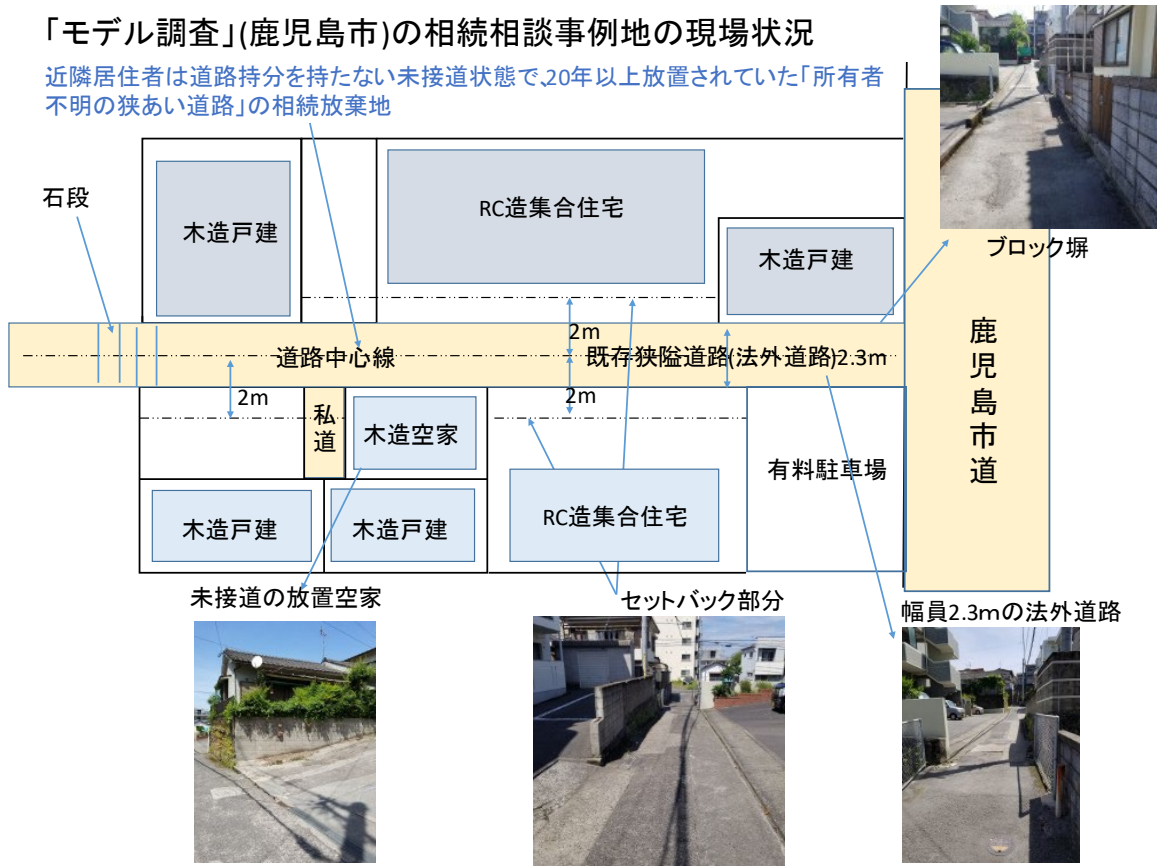 「モデル調査」(鹿児島市)の相続相談事例地の現場状況
近隣居住者は道路持分を持たない未接道状態で、20年以上放置されていた「所有者
不明の狭あい道路」の相続放棄地
石段
木造戸建
RC造集合住宅
木造戸建
ブロック塀
2m
道路中心線
既存狭隘道路(法外道路)2.3m
鹿児島市道
2m
2m
私道
木造空家
有料駐車場
木造戸建
木造戸建
RC造集合住宅
未接道の放置空家
セットバック部分
幅員2.3mの法外道路